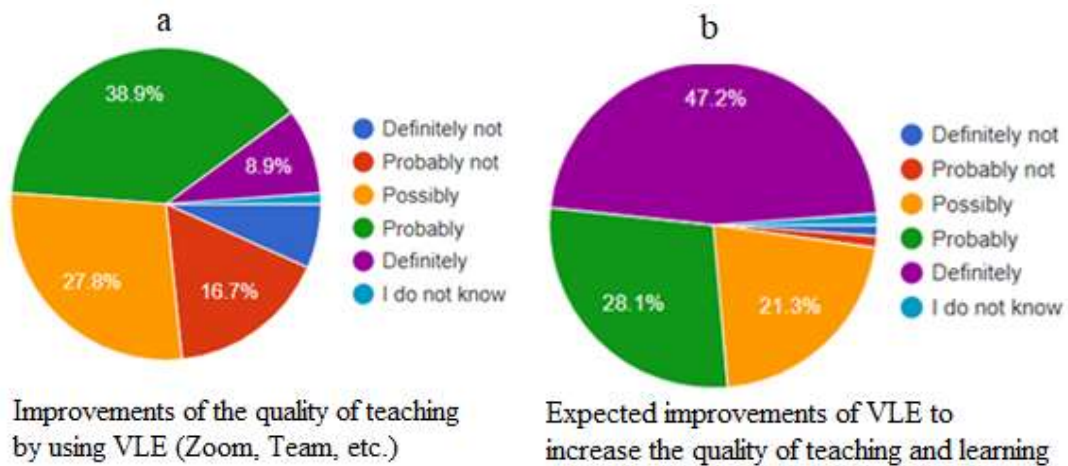 a
38.9%
8.9%
27.8%
16.7%
Definitely not
Probably not
Possibly
Probably
Definitely
I do not know
Improvements of the quality of teaching
by using VLE (Zoom, Team, etc.)
b
47.2%
28.1%
21.3%
Definitely not
Probably not
Possibly
Probably
Definitely
I do not know
Expected improvements of VLE to
increase the quality of teaching and learning